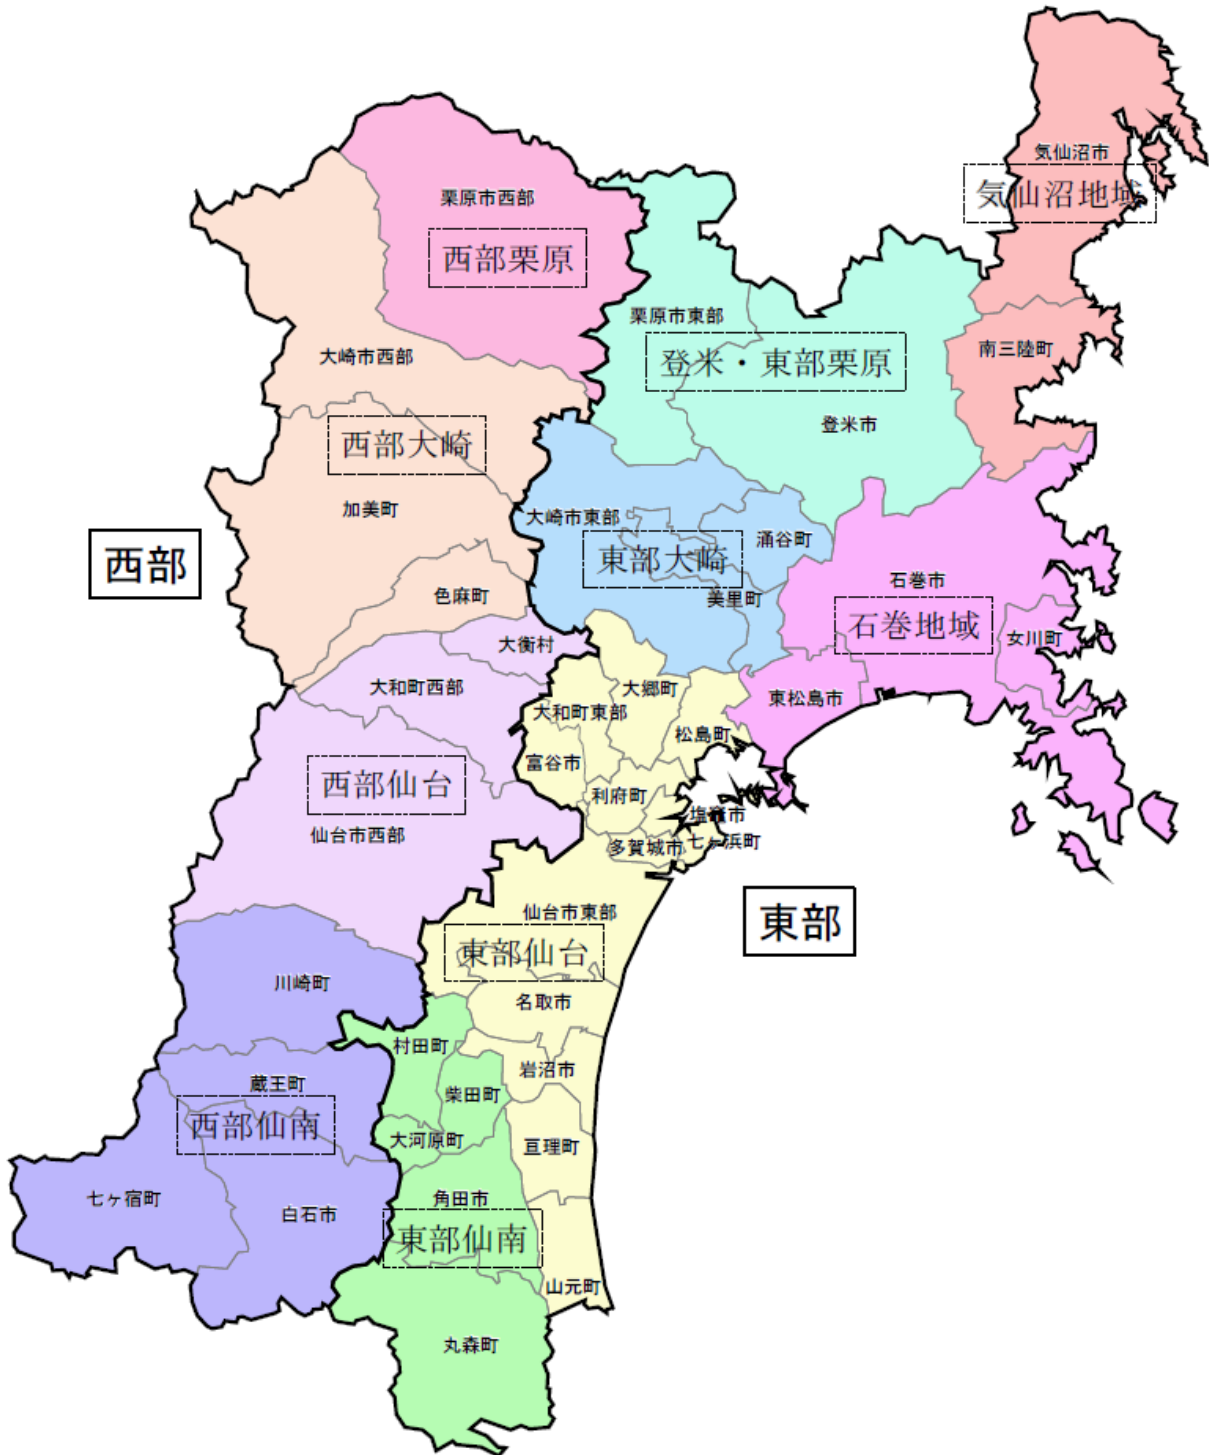 気仙沼市
気仙沼地域
栗原市西部
西部栗原
栗原市東部
登米・東部栗原
南三陸町
大崎市西部
登米市
西部大崎
加美町
大崎市東部
涌谷町
東部大崎
西部
石巻市
色麻町
美里町
石巻地域
女川町
大衡村
大和町西部
大郷町
東松島市
大和町東部
松島町
富谷市
西部仙台
利府町
塩竈市
仙台市西部
多賀城市
七ヶ浜町
仙台市東部
東部
東部仙台
川崎町
名取市
村田町
岩沼市
蔵王町
柴田町
西部仙南
大河原町
亘理町
七ヶ宿町
角田市
白石市
東部仙南
山元町
丸森町